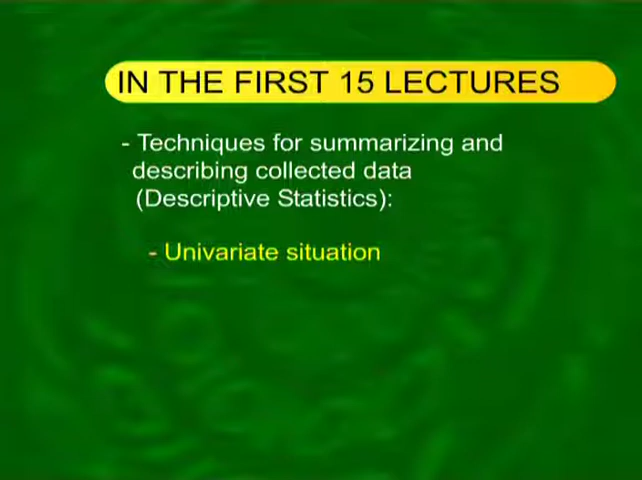 IN THE FIRST 15 LECTURES
- Techniques for summarizing and
describing collected data
(Descriptive Statistics):
- Univariate situation